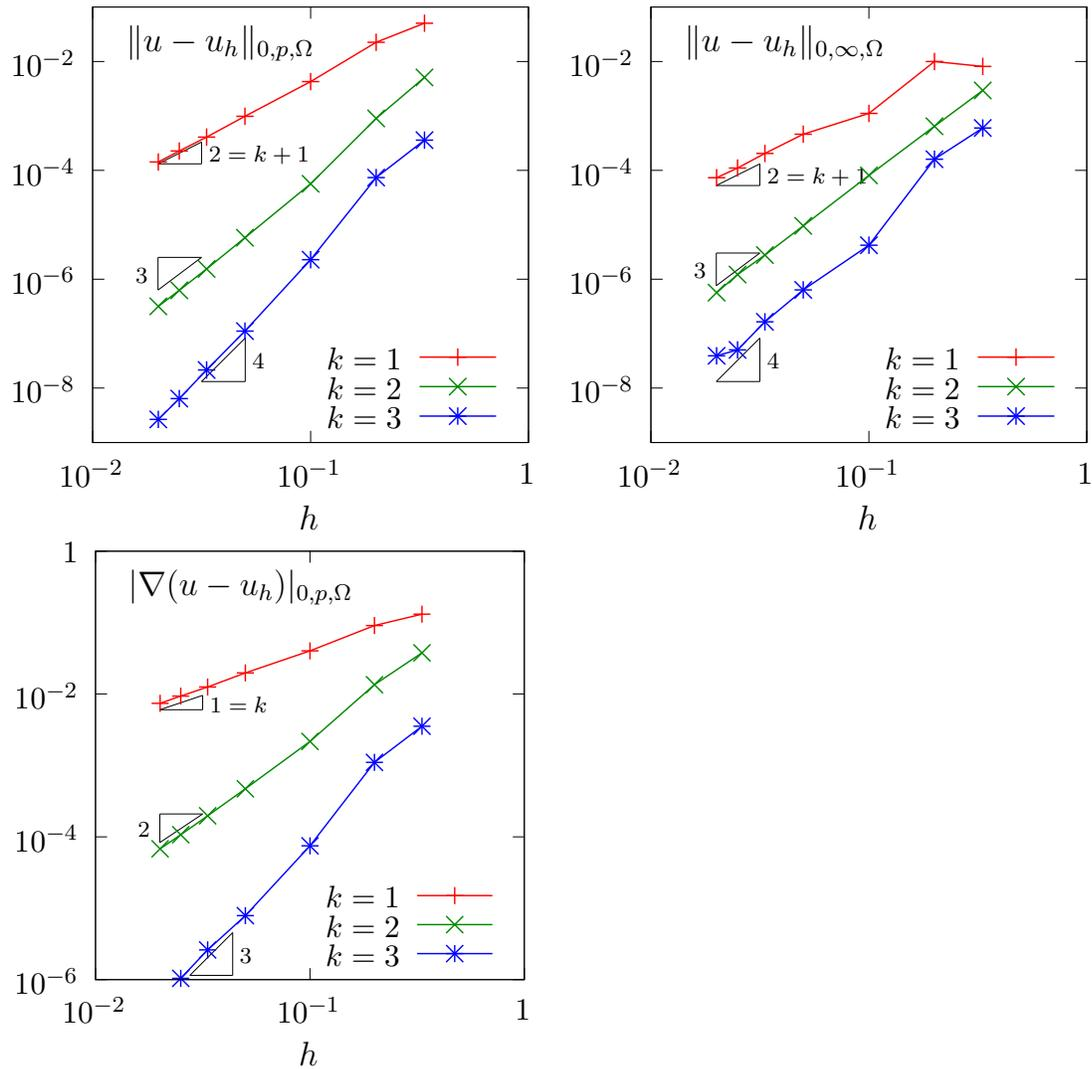 ‖u − u_h‖_{0,p,Ω}
10^{−2}
10^{−4}
10^{−6}
10^{−8}
2 = k + 1
3
4
k = 1
k = 2
k = 3
10^{−2}
10^{−1}
1
h
‖u − u_h‖_{0,∞,Ω}
10^{−2}
10^{−4}
10^{−6}
10^{−8}
2 = k + 1
3
4
k = 1
k = 2
k = 3
10^{−2}
10^{−1}
1
h
|∇(u − u_h)|_{0,p,Ω}
1
10^{−2}
10^{−4}
10^{−6}
1 = k
2
3
k = 1
k = 2
k = 3
10^{−2}
10^{−1}
1
h